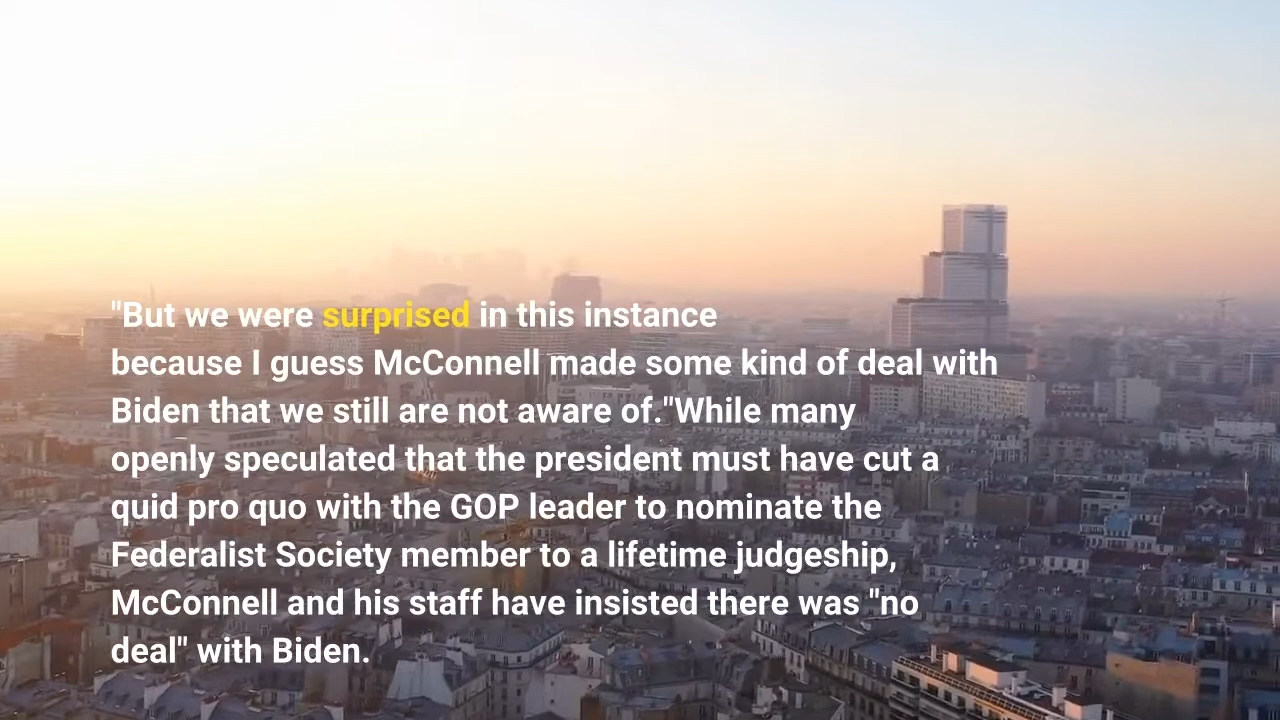 "But we were surprised in this instance
because I guess McConnell made some kind of deal with
Biden that we still are not aware of."While many
openly speculated that the president must have cut a
quid pro quo with the GOP leader to nominate the
Federalist Society member to a lifetime judgeship,
McConnell and his staff have insisted there was "no
deal" with Biden.